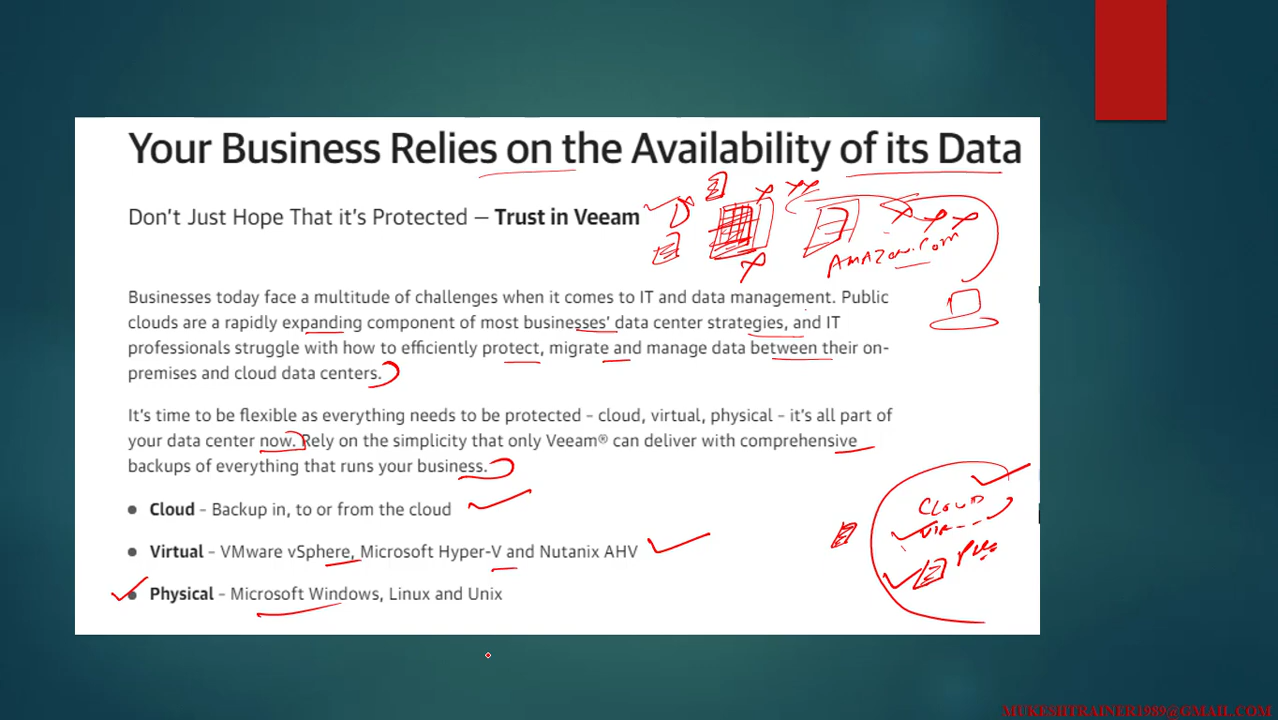 Your Business Relies on the Availability of its Data
Don't Just Hope That it's Protected – Trust in Veeam
AMAZON.COM
Businesses today face a multitude of challenges when it comes to IT and data management. Public
clouds are a rapidly expanding component of most businesses' data center strategies, and IT
professionals struggle with how to efficiently protect, migrate and manage data between their on-
premises and cloud data centers.
It's time to be flexible as everything needs to be protected – cloud, virtual, physical – it's all part of
your data center now. Rely on the simplicity that only Veeam® can deliver with comprehensive
backups of everything that runs your business.
● Cloud – Backup in, to or from the cloud
● Virtual – VMware vSphere, Microsoft Hyper-V and Nutanix AHV
● Physical – Microsoft Windows, Linux and Unix
CLOUD
VIR---
MUKESHTRAINER1989@GMAIL.COM